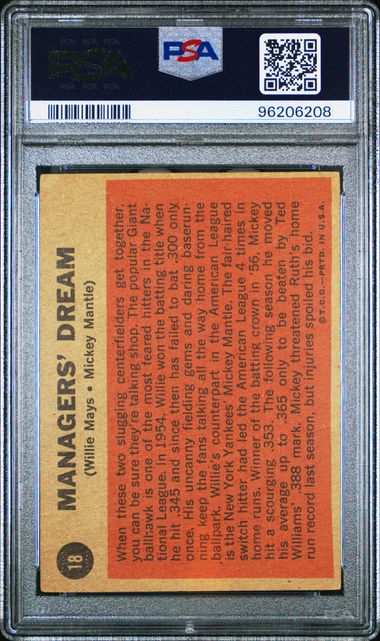 PSA
PSA
96206208
18
MANAGERS' DREAM
(Willie Mays • Mickey Mantle)
When these two slugging centerfielders get together,
you can be sure they're talking shop. The popular Giant
ballhawk is one of the most feared hitters in the Na-
tional League. In 1954, Willie won the batting title when
he hit .345 and since then has failed to bat .300 only
once. His uncanny fielding gems and daring baserun-
ning keep the fans talking all the way home from the
ballpark. Willie's counterpart in the American League
is the New York Yankees' Mickey Mantle. The fair-haired
switch hitter had led the American League 4 times in
home runs. Winner of the batting crown in '56, Mickey
hit a scourging .353. The following season he moved
his average up to .365 only to be beaten by Ted
Williams' .388 mark. Mickey threatened Ruth's home
run record last season, but injuries spoiled his bid.
©T.C.G.—PRTD. IN U.S.A.